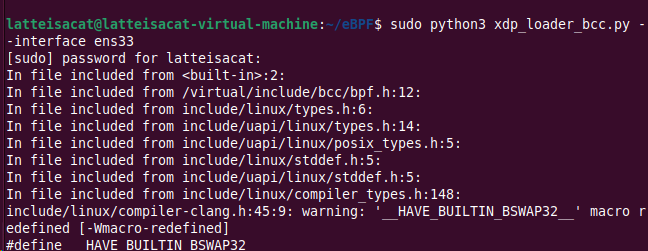 latteisacat@latteisacat-virtual-machine:~/eBPF$ sudo python3 xdp_loader_bcc.py -
-interface ens33
[sudo] password for latteisacat:
In file included from <built-in>:2:
In file included from /virtual/include/bcc/bpf.h:12:
In file included from include/linux/types.h:6:
In file included from include/uapi/linux/types.h:14:
In file included from include/uapi/linux/posix_types.h:5:
In file included from include/linux/stddef.h:5:
In file included from include/uapi/linux/stddef.h:5:
In file included from include/linux/compiler_types.h:148:
include/linux/compiler-clang.h:45:9: warning: '__HAVE_BUILTIN_BSWAP32__' macro r
edefined [-Wmacro-redefined]
#define __HAVE_BUILTIN_BSWAP32__